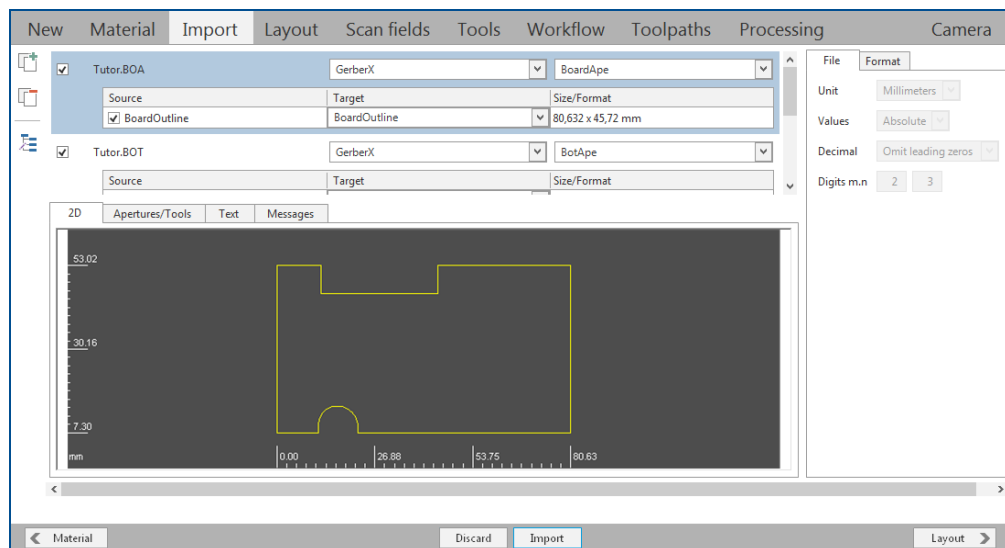 New Material Import Layout Scan fields Tools Workflow Toolpaths Processing Camera
Tutor.BOA GerberX BoardApe
Source Target Size/Format
BoardOutline BoardOutline 80,632 x 45,72 mm
Tutor.BOT GerberX BotApe
Source Target Size/Format
File Format
Unit Millimeters
Values Absolute
Decimal Omit leading zeros
Digits m.n 2 3
2D Apertures/Tools Text Messages
53.02
30.16
7.30
mm 0.00 26.88 53.75 80.63
Material Discard Import Layout